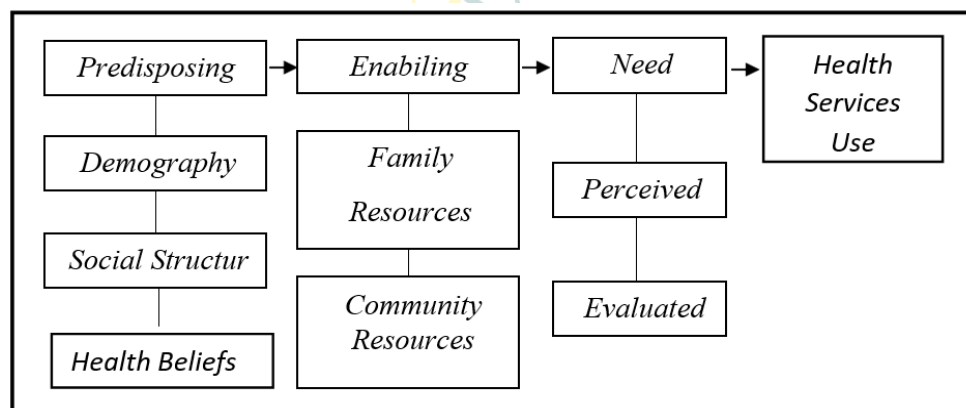 Predisposing
Enabiling
Need
Health
Services
Use
Demography
Family
Resources
Perceived
Social Structur
Community
Resources
Evaluated
Health Beliefs